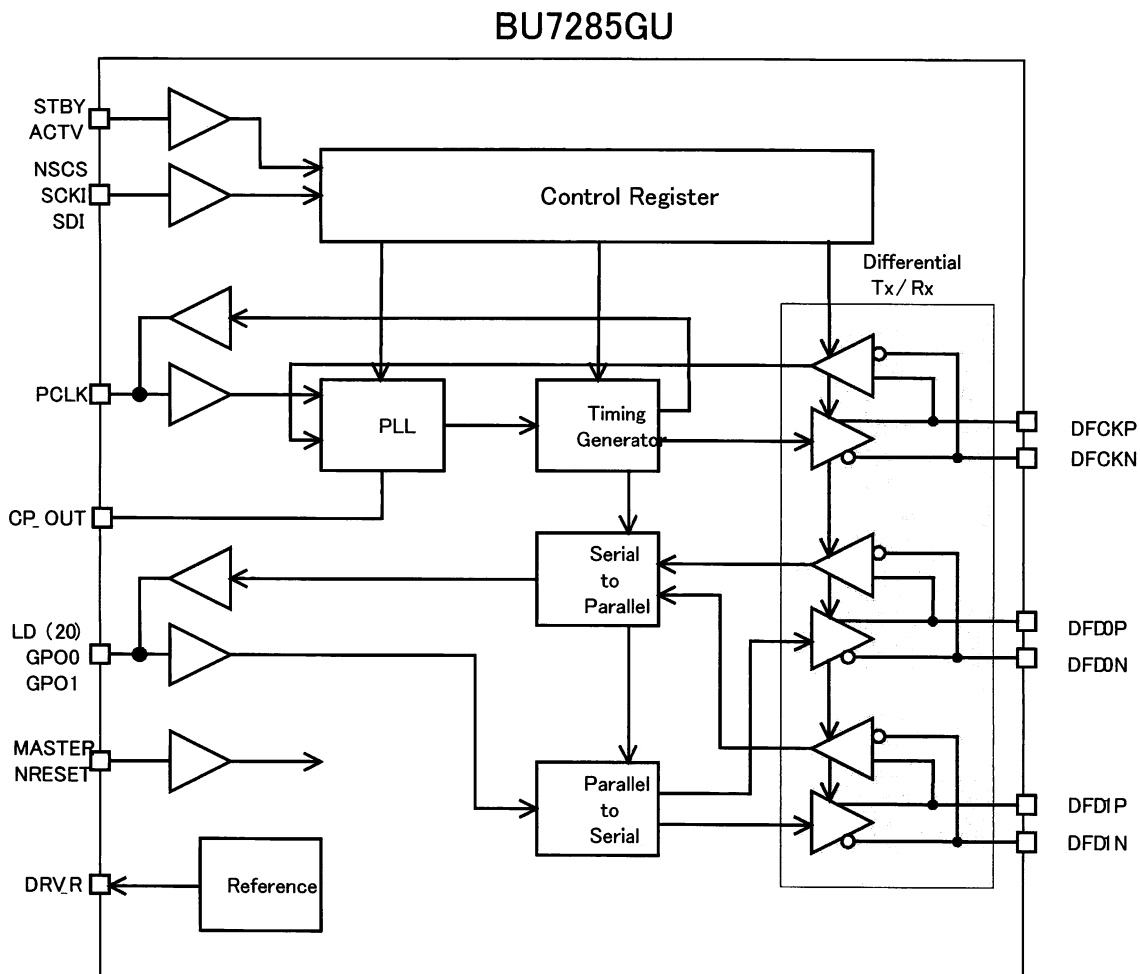 BU7285GU
STBY
ACTV
NSCS
SCKI
SDI
Control Register
Differential
Tx/Rx
PCLK
PLL
Timing
Generator
DFCKP
DFCKN
CP_OUT
Serial
to
Parallel
LD (20)
GPO0
GPO1
DFD0P
DFD0N
MASTER
NRESET
Parallel
to
Serial
DFD1P
DFD1N
DRV_R
Reference